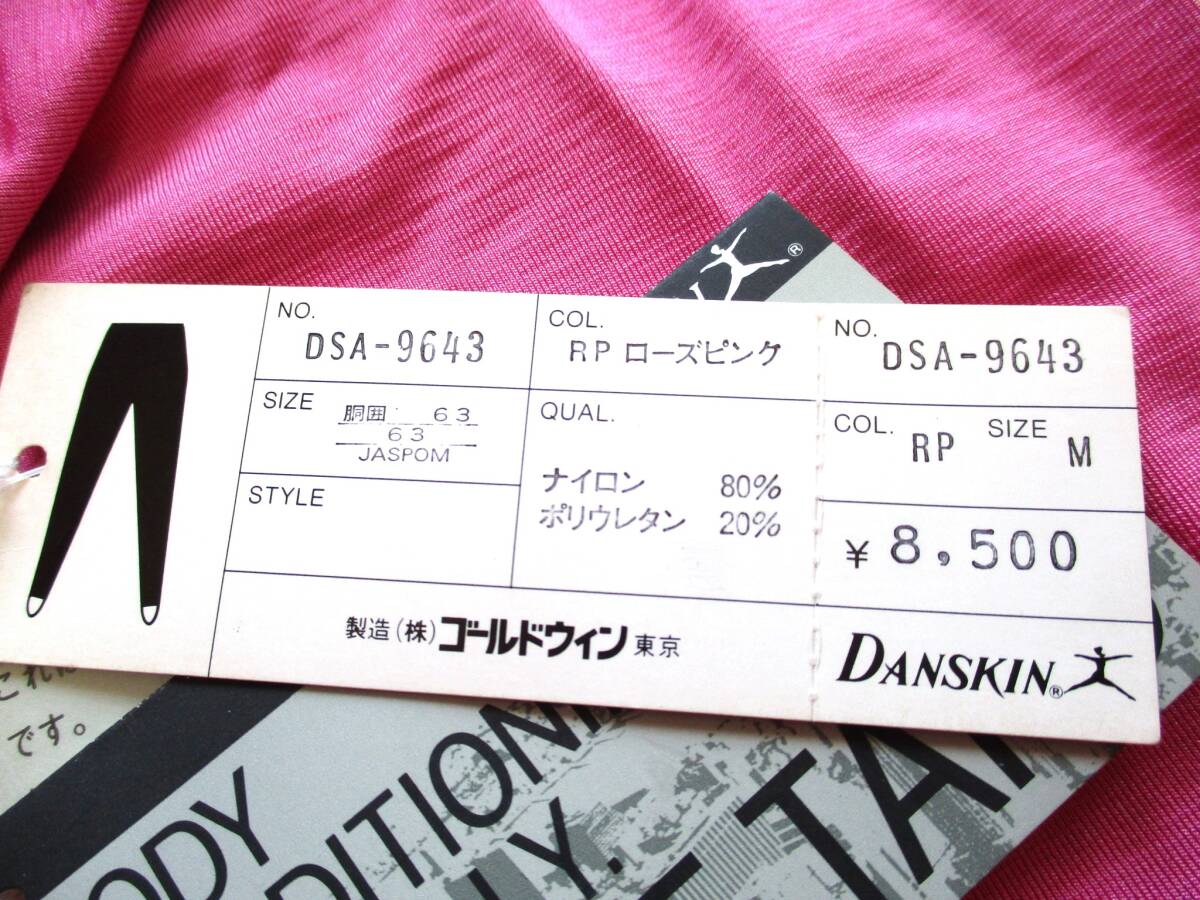 ®
NO.
DSA-9643
COL.
RP ローズピンク
NO.
DSA-9643
SIZE
胴囲 63
63
JASPOM
QUAL.
ナイロン 80%
ポリウレタン 20%
COL. RP SIZE M
STYLE
¥ 8,500
製造(株)ゴールドウィン東京
DANSKIN®
です。